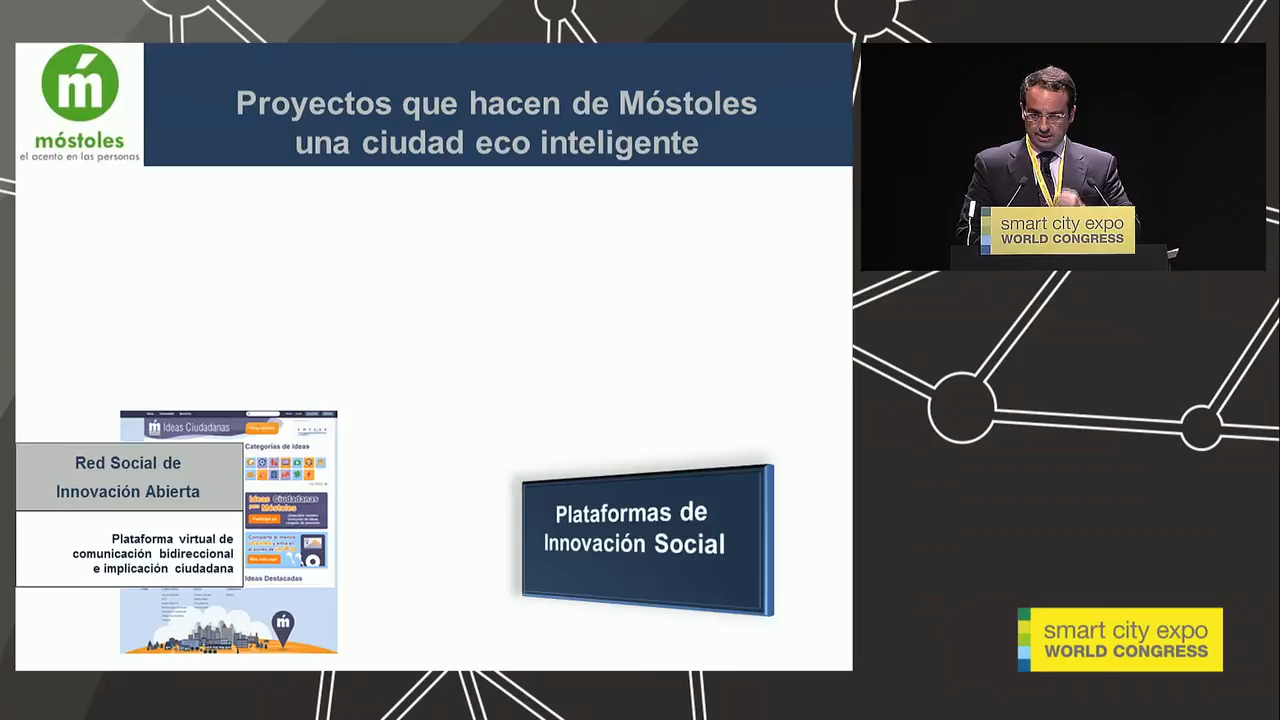 ḿ
móstoles
el acento en las personas
Proyectos que hacen de Móstoles
una ciudad eco inteligente
smart city expo
WORLD CONGRESS
Ideas Ciudadanas
Categorías de Ideas
Red Social de
Innovación Abierta
Plataforma virtual de
comunicación bidireccional
e implicación ciudadana
Ideas Ciudadanas
para Móstoles
Ideas Destacadas
Plataformas de
Innovación Social
smart city expo
WORLD CONGRESS